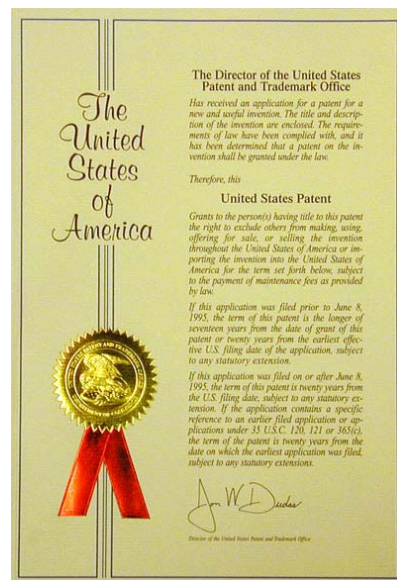 The
United
States
of
America
The Director of the United States
Patent and Trademark Office
Has received an application for a patent for a
new and useful invention. The title and descrip-
tion of the invention are enclosed. The require-
ments of law have been complied with, and it
has been determined that a patent on the in-
vention shall be granted under the law.
Therefore, this
United States Patent
Grants to the person(s) having title to this patent
the right to exclude others from making, using,
offering for sale, or selling the invention
throughout the United States of America or im-
porting the invention into the United States of
America for the term set forth below, subject
to the payment of maintenance fees as provided
by law.
If this application was filed prior to June 8,
1995, the term of this patent is the longer of
seventeen years from the date of grant of this
patent or twenty years from the earliest effec-
tive U.S. filing date of the application, subject
to any statutory extension.
If this application was filed on or after June 8,
1995, the term of this patent is twenty years from
the U.S. filing date, subject to any statutory ex-
tension. If the application contains a specific
reference to an earlier filed application or ap-
plications under 35 U.S.C. 120, 121 or 365(c),
the term of the patent is twenty years from the
date on which the earliest application was filed,
subject to any statutory extensions.
Jon W Dudas
Director of the United States Patent and Trademark Office